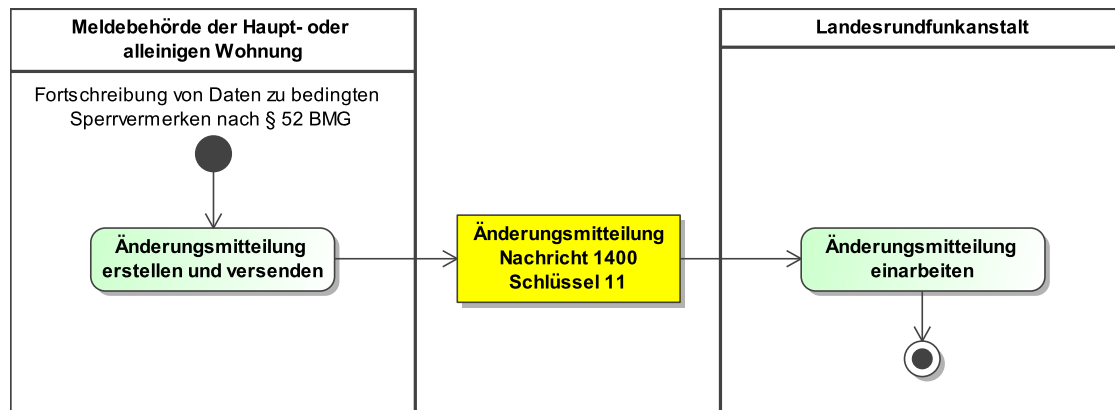 Meldebehörde der Haupt- oder
alleinigen Wohnung
Fortschreibung von Daten zu bedingten
Sperrvermerken nach § 52 BMG
Änderungsmitteilung
erstellen und versenden
Änderungsmitteilung
Nachricht 1400
Schlüssel 11
Landesrundfunkanstalt
Änderungsmitteilung
einarbeiten